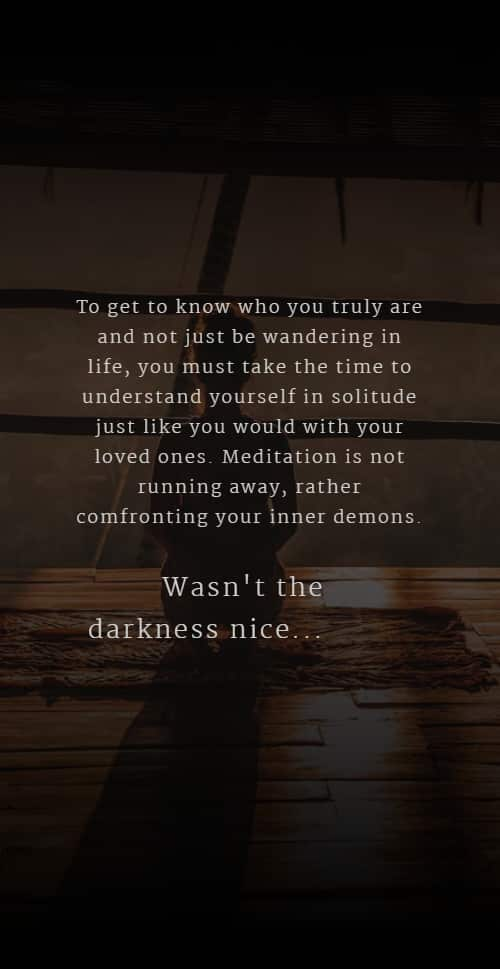 To get to know who you truly are
and not just be wandering in
life, you must take the time to
understand yourself in solitude
just like you would with your
loved ones. Meditation is not
running away, rather
comfronting your inner demons.
Wasn't the
darkness nice...